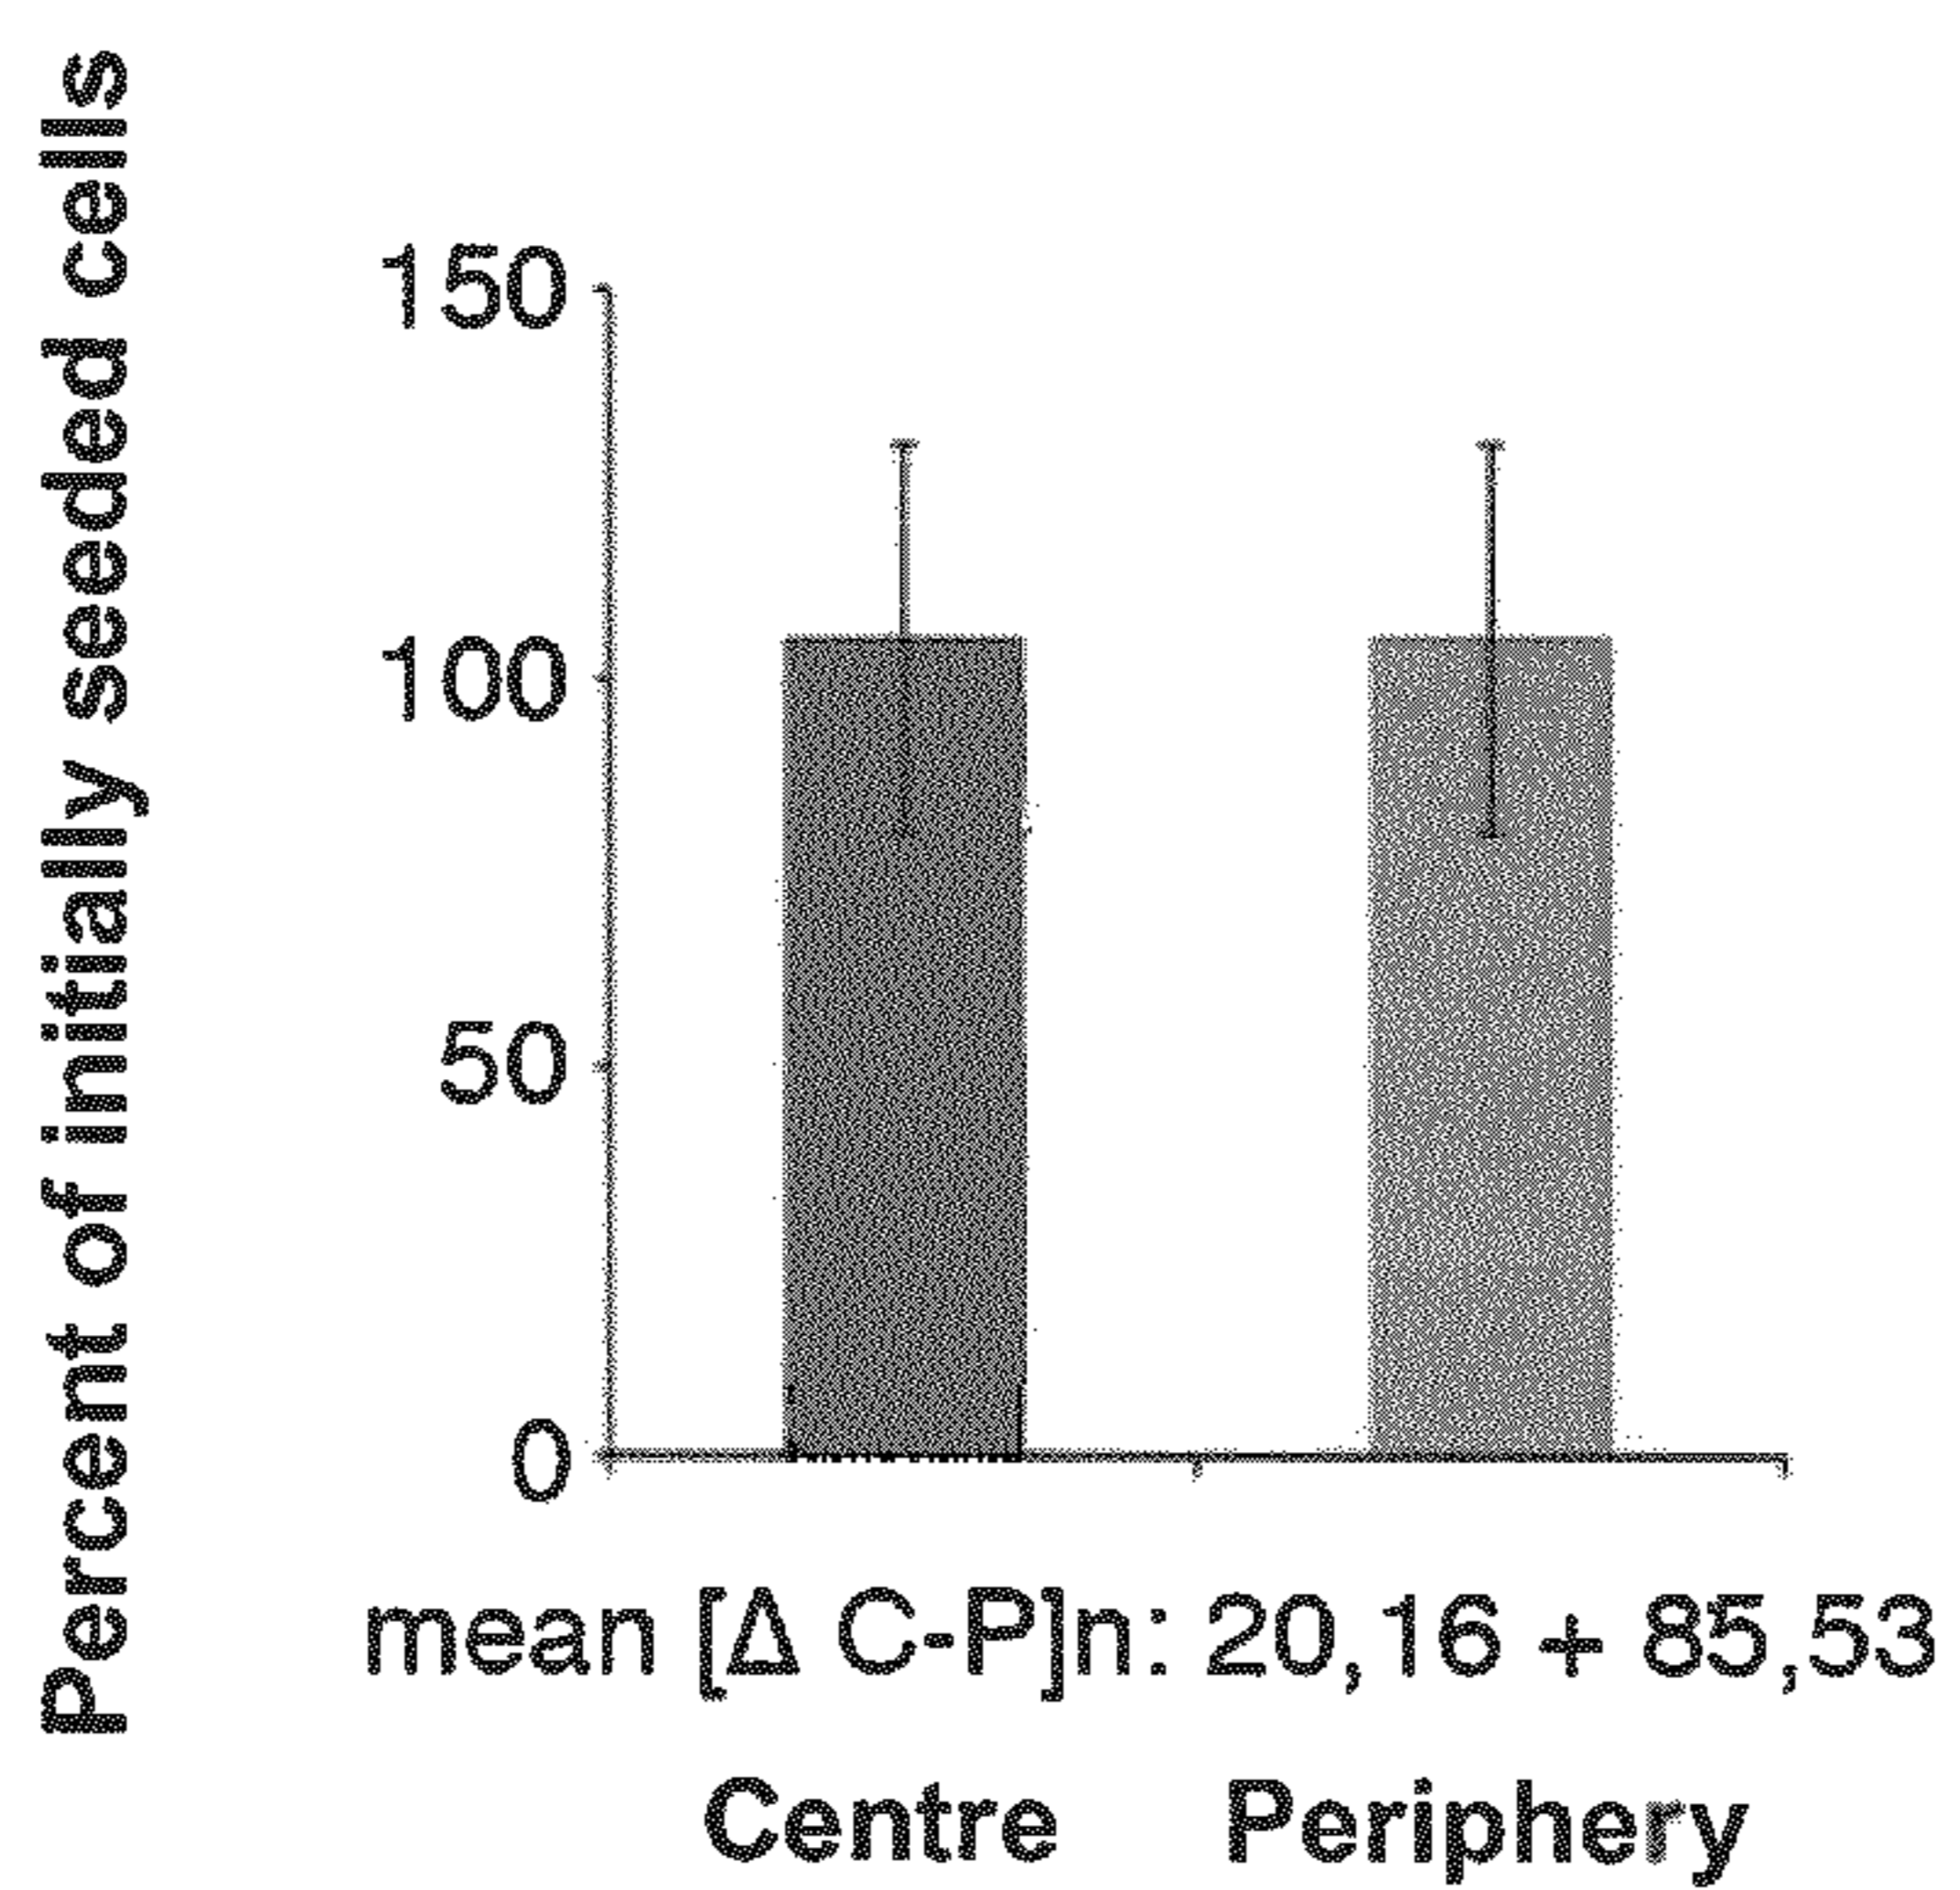 Percent of initially seeded cells
150
100
50
0
mean [Δ C-P]n: 20,16 + 85,53
Centre Periphery